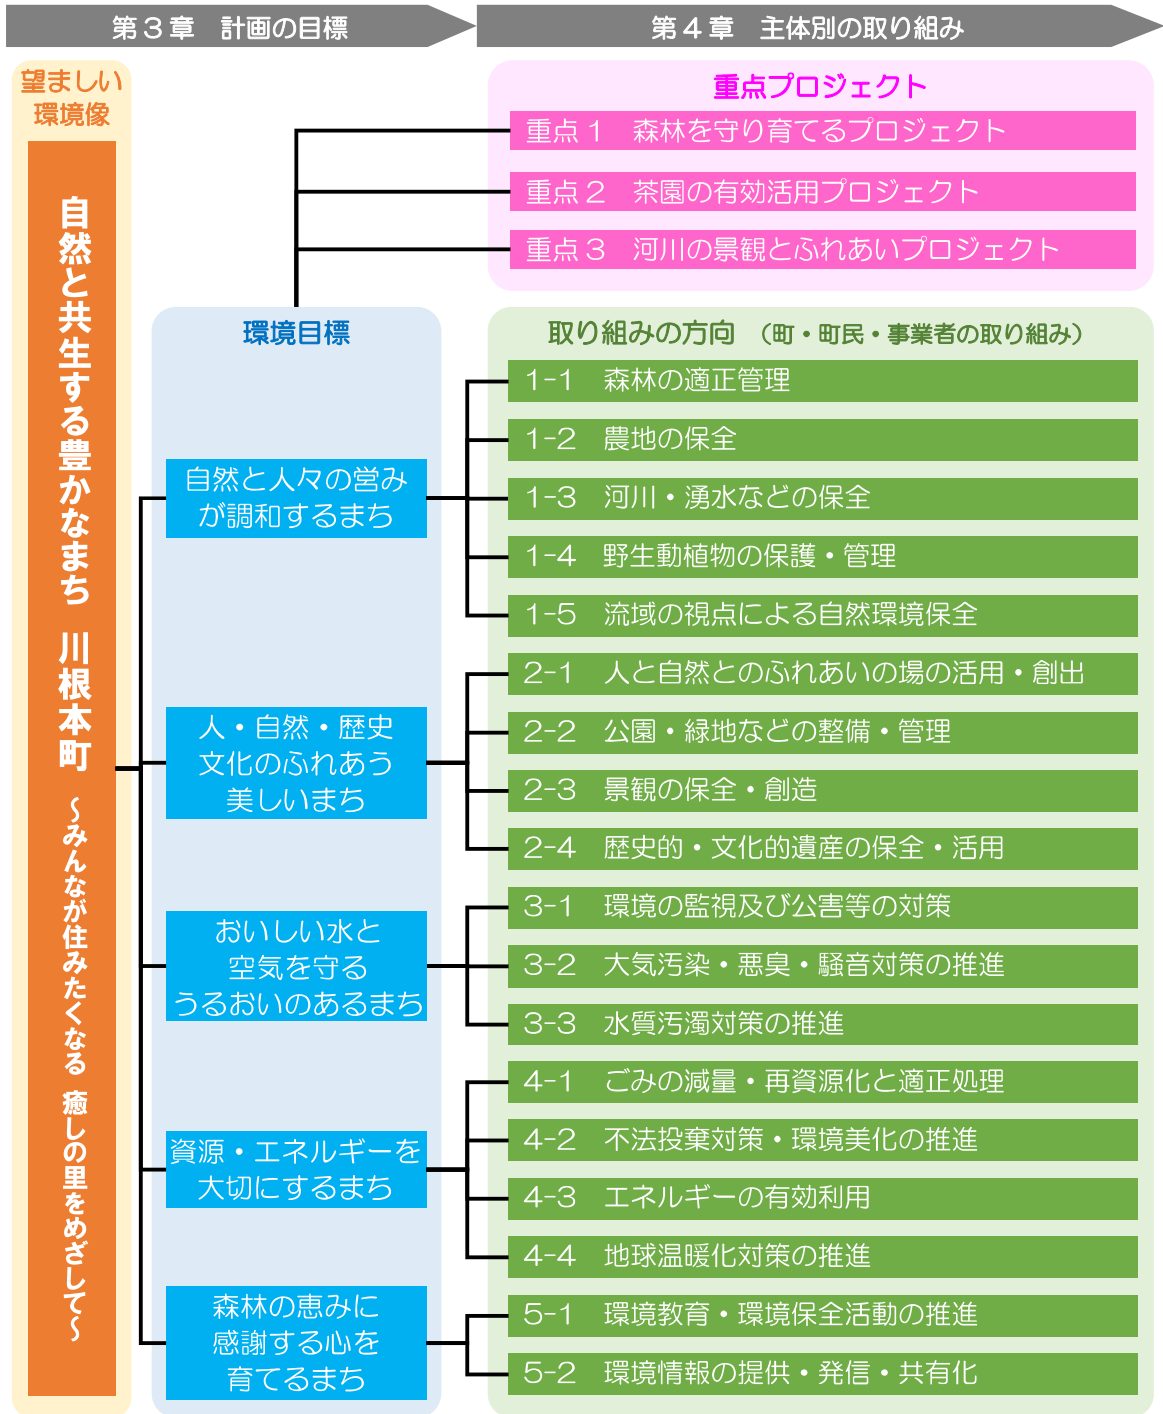 第3章 計画の目標
第4章 主体別の取り組み
望ましい
環境像
自然と共生する豊かなまち 川根本町 ～みんなが住みたくなる 癒しの里をめざして～
重点プロジェクト
重点1 森林を守り育てるプロジェクト
重点2 茶園の有効活用プロジェクト
重点3 河川の景観とふれあいプロジェクト
環境目標
自然と人々の営み
が調和するまち
人・自然・歴史
文化のふれあう
美しいまち
おいしい水と
空気を守る
うるおいのあるまち
資源・エネルギーを
大切にするまち
森林の恵みに
感謝する心を
育てるまち
取り組みの方向 （町・町民・事業者の取り組み）
1-1 森林の適正管理
1-2 農地の保全
1-3 河川・湧水などの保全
1-4 野生動植物の保護・管理
1-5 流域の視点による自然環境保全
2-1 人と自然とのふれあいの場の活用・創出
2-2 公園・緑地などの整備・管理
2-3 景観の保全・創造
2-4 歴史的・文化的遺産の保全・活用
3-1 環境の監視及び公害等の対策
3-2 大気汚染・悪臭・騒音対策の推進
3-3 水質汚濁対策の推進
4-1 ごみの減量・再資源化と適正処理
4-2 不法投棄対策・環境美化の推進
4-3 エネルギーの有効利用
4-4 地球温暖化対策の推進
5-1 環境教育・環境保全活動の推進
5-2 環境情報の提供・発信・共有化